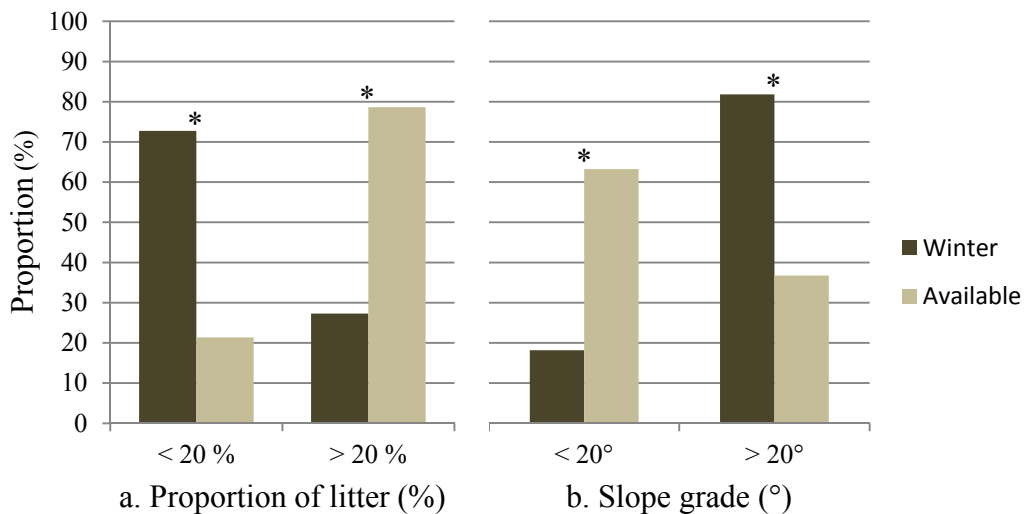 Proportion (%)
100
90
80
70
60
50
40
30
20
10
0
*
*
*
*
< 20 %
> 20 %
< 20°
> 20°
a. Proportion of litter (%)
b. Slope grade (°)
Winter
Available